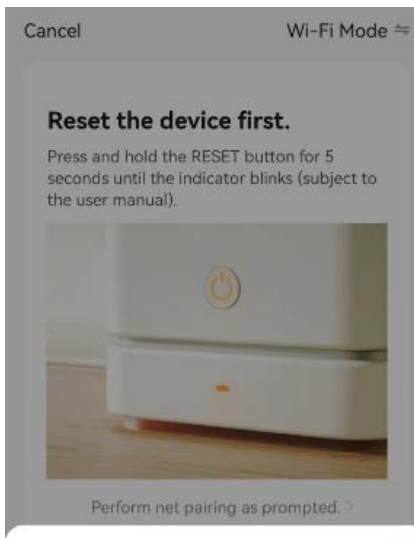 Cancel
Wi-Fi Mode
Reset the device first.
Press and hold the RESET button for 5
seconds until the indicator blinks (subject to
the user manual).
Perform net pairing as prompted.